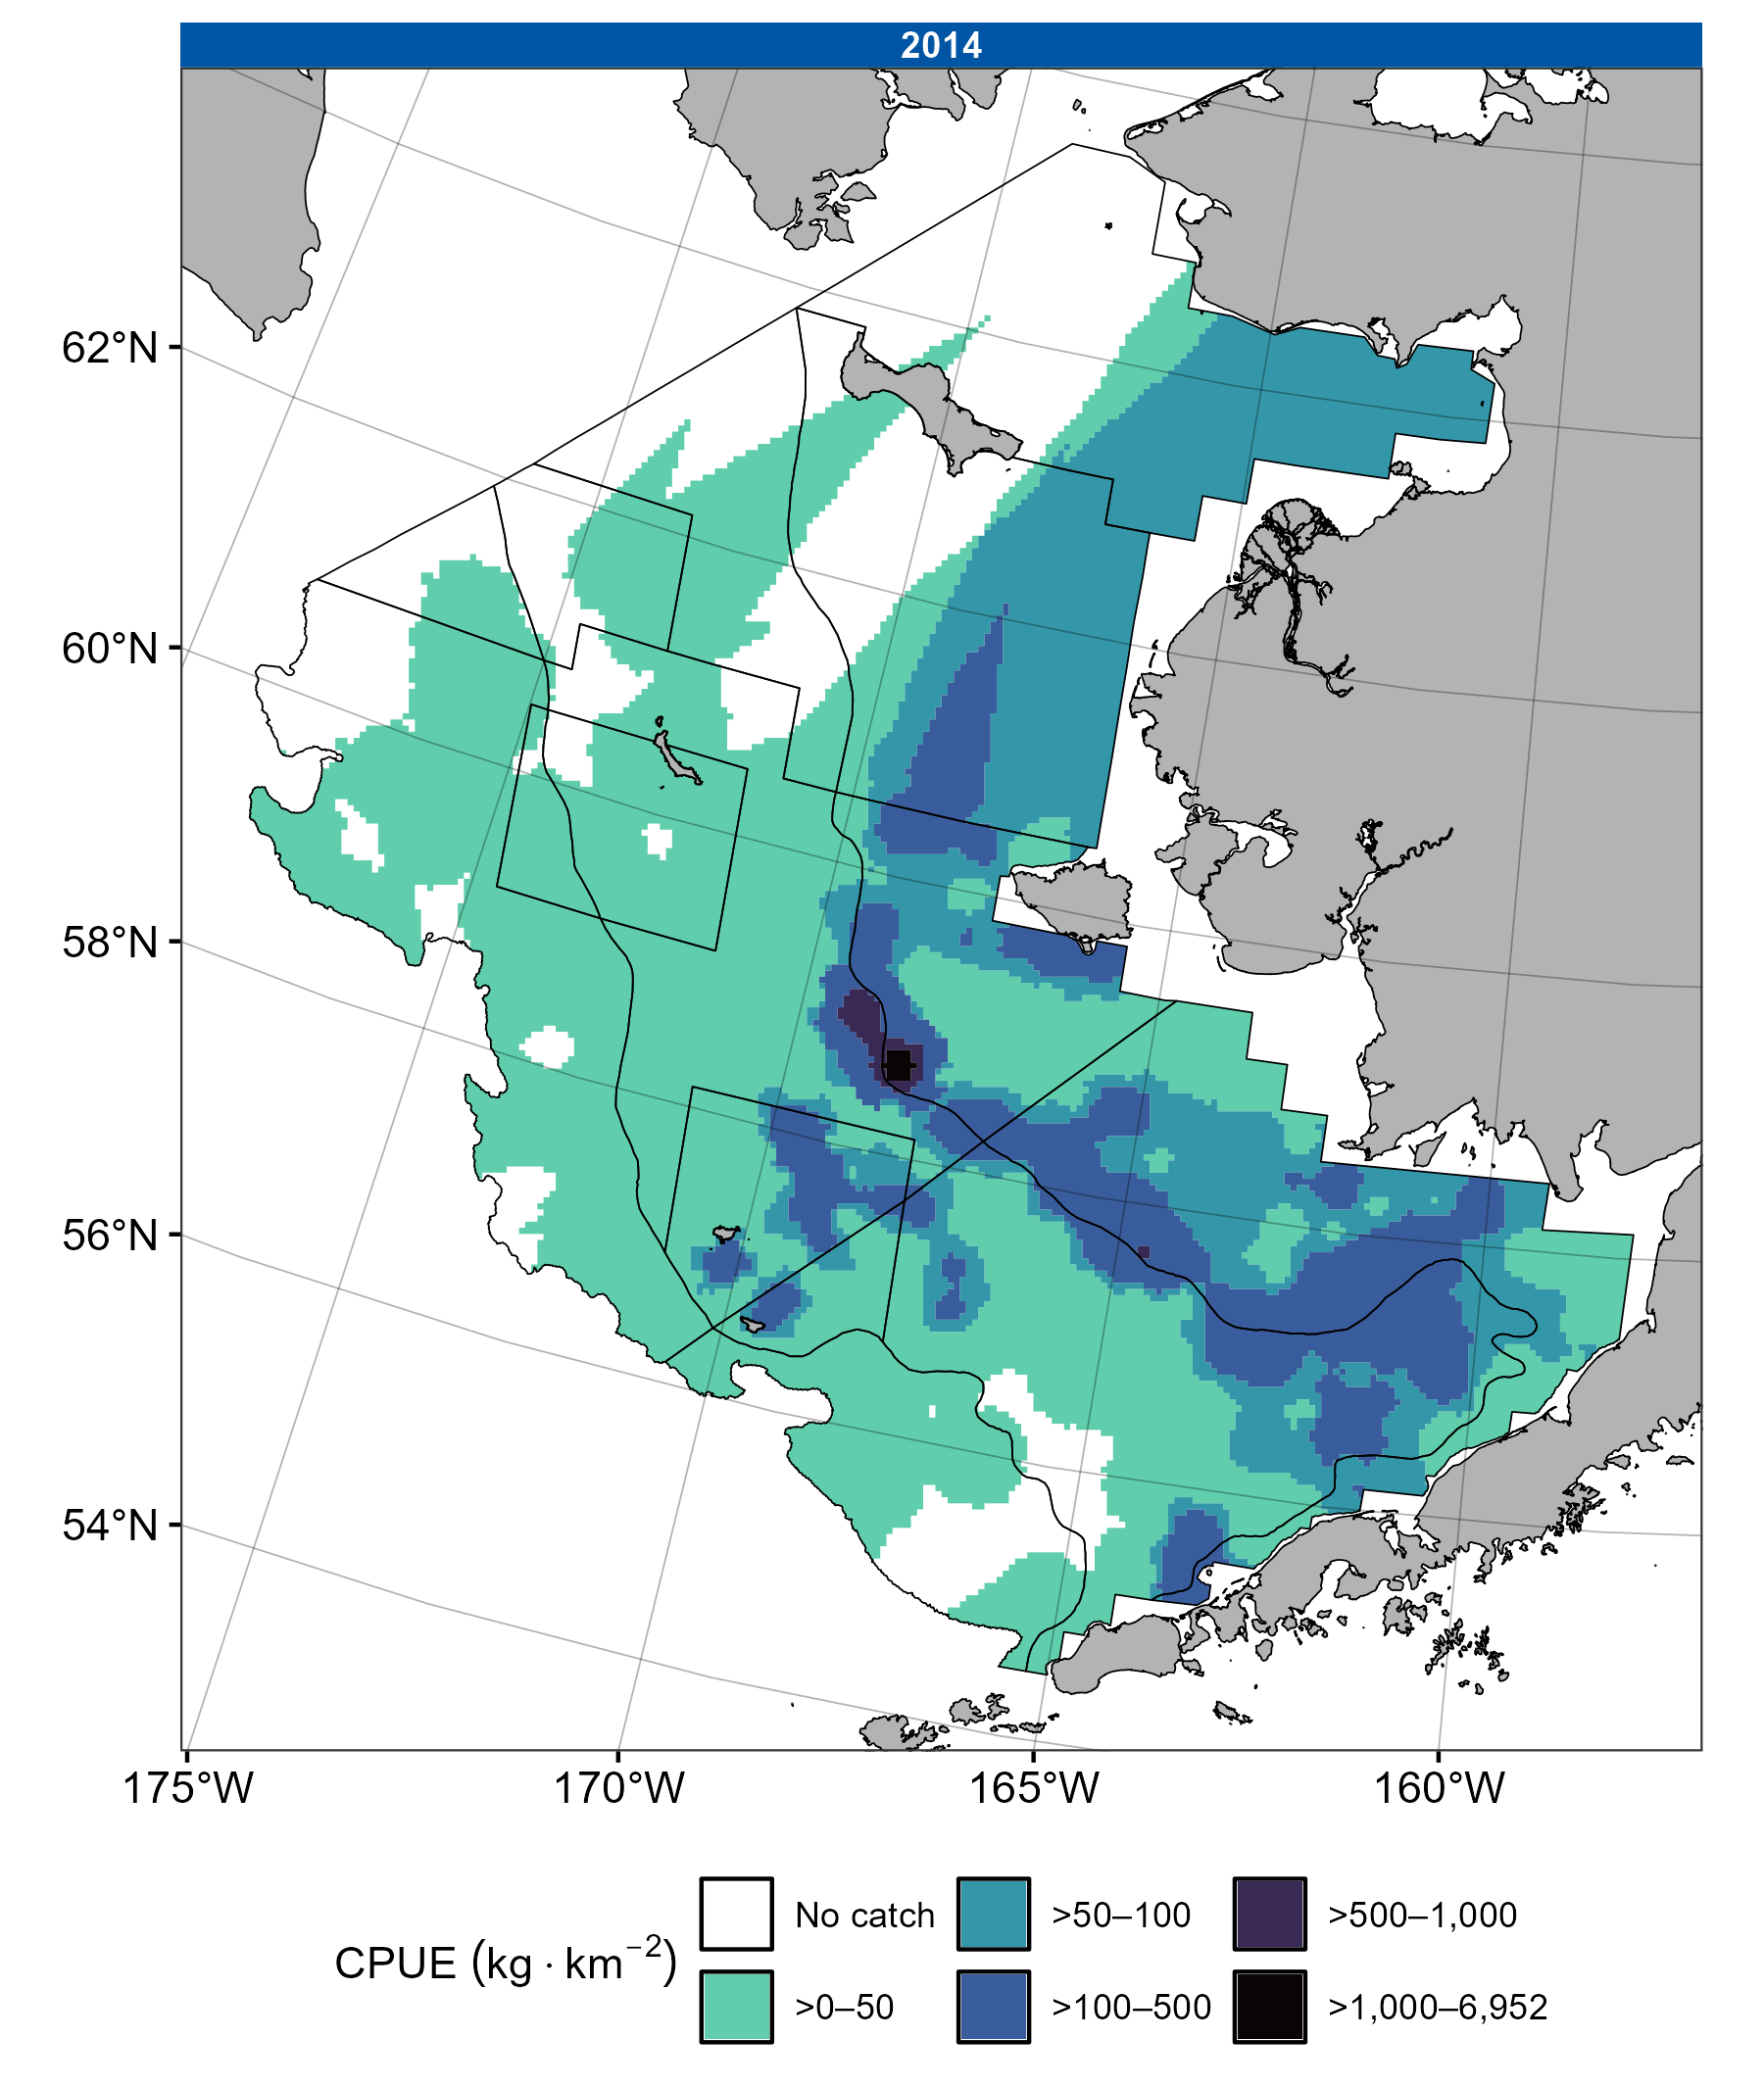 2014
62°N
60°N
58°N
56°N
54°N
175°W 170°W 165°W 160°W
CPUE (kg · km⁻²)
No catch >50–100 >500–1,000
>0–50 >100–500 >1,000–6,952